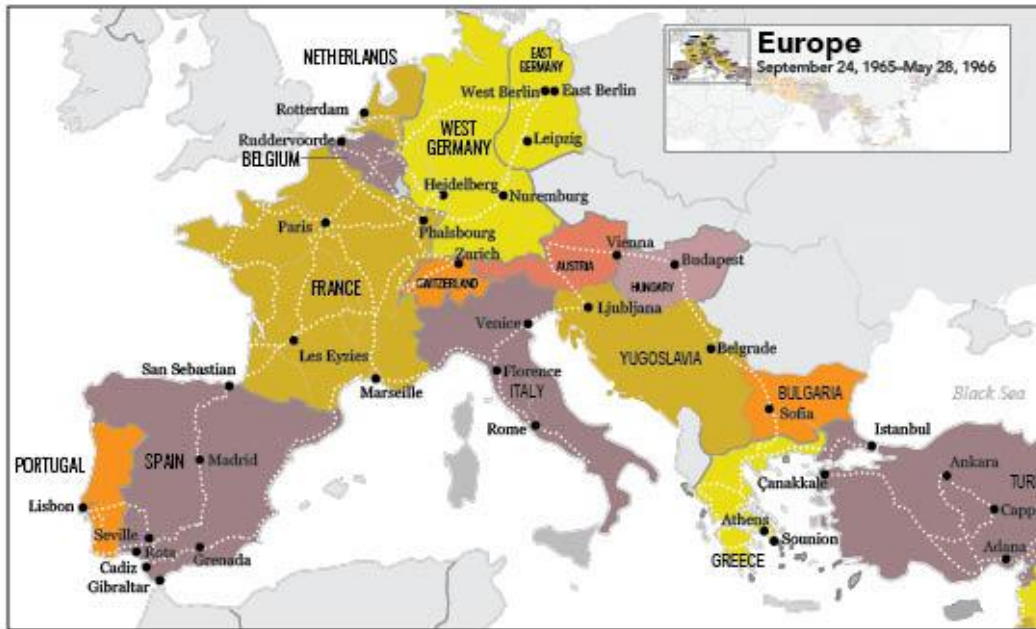 Europe
September 24, 1965–May 28, 1966
NETHERLANDS
EAST
GERMANY
West Berlin
East Berlin
Rotterdam
Ruddervoorde
BELGIUM
WEST
GERMANY
Leipzig
Heidelberg
Nuremburg
Paris
Phalsbourg
Zurich
Vienna
Budapest
AUSTRIA
HUNGARY
SWITZERLAND
FRANCE
Ljubljana
Venice
Les Eyzies
Belgrade
YUGOSLAVIA
San Sebastian
Marseille
Florence
ITALY
BULGARIA
Sofia
Black Sea
Rome
Istanbul
PORTUGAL
SPAIN
Madrid
Ankara
TUR
Çanakkale
Lisbon
Capp
Seville
Athens
Rota
Grenada
Sounion
Adana
Cadiz
GREECE
Gibraltar